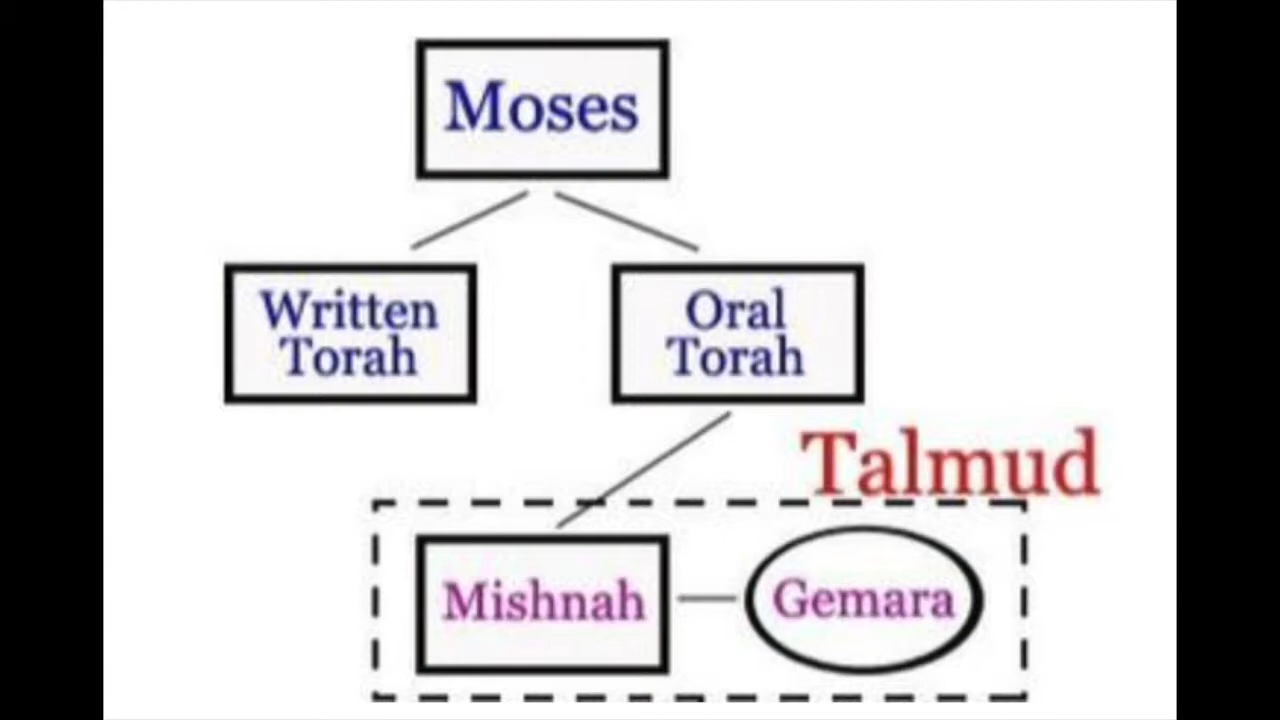 Moses
Written
Torah
Oral
Torah
Talmud
Mishnah
Gemara